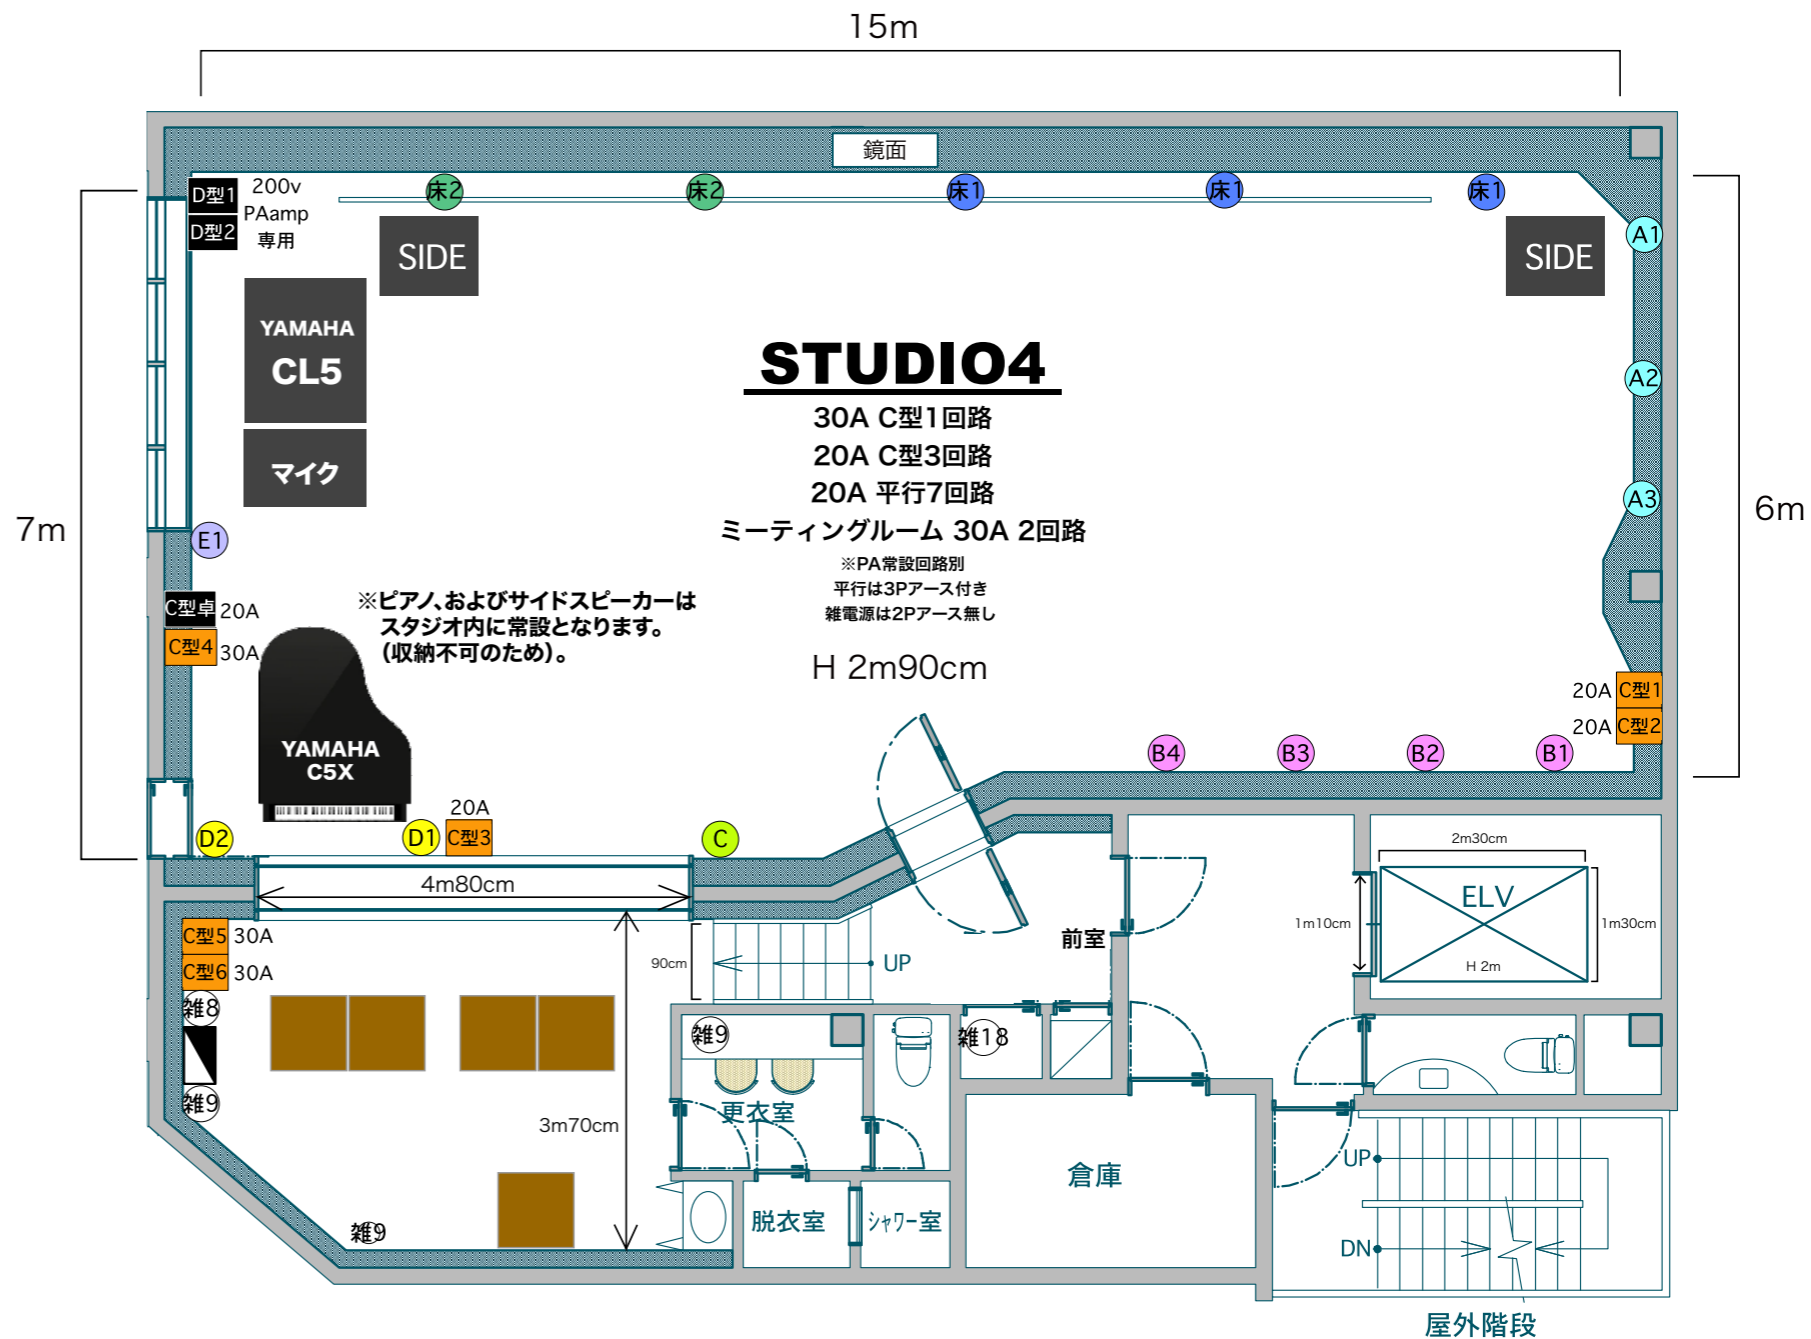 15m
鏡面
D型1
200v
PAamp
専用
D型2
床2
床2
床1
床1
床1
A1
SIDE
SIDE
YAMAHA
CL5
マイク
STUDIO4
30A C型1回路
20A C型3回路
20A 平行7回路
ミーティングルーム 30A 2回路
※PA常設回路別
平行は3Pアース付き
雑電源は2Pアース無し
H 2m90cm
A2
A3
7m
6m
E1
C型卓 20A
C型4 30A
※ピアノ、およびサイドスピーカーは
スタジオ内に常設となります。
（収納不可のため）。
YAMAHA
C5X
20A C型1
20A C型2
B4
B3
B2
B1
D2
D1
20A
C型3
C
4m80cm
2m30cm
ELV
1m10cm
1m30cm
H 2m
C型5 30A
C型6 30A
雑8
雑9
90cm
UP
前室
雑9
雑18
更衣室
3m70cm
雑9
脱衣室
シャワー室
倉庫
UP
DN
屋外階段